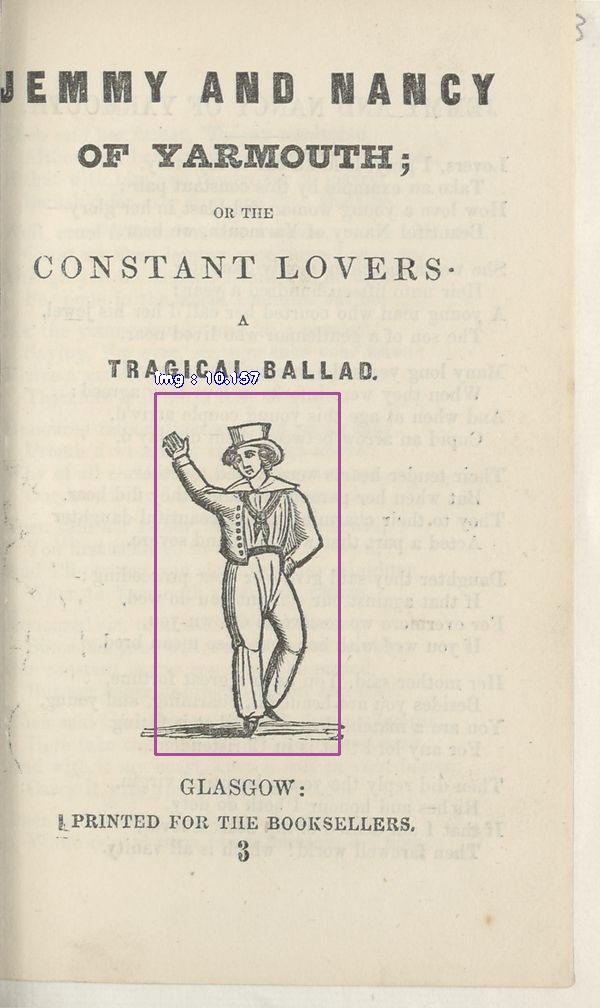 JEMMY AND NANCY
OF YARMOUTH;
OR THE
CONSTANT LOVERS.
A
TRAGICAL BALLAD.
Img : 10.157
GLASGOW:
PRINTED FOR THE BOOKSELLERS.
3
3